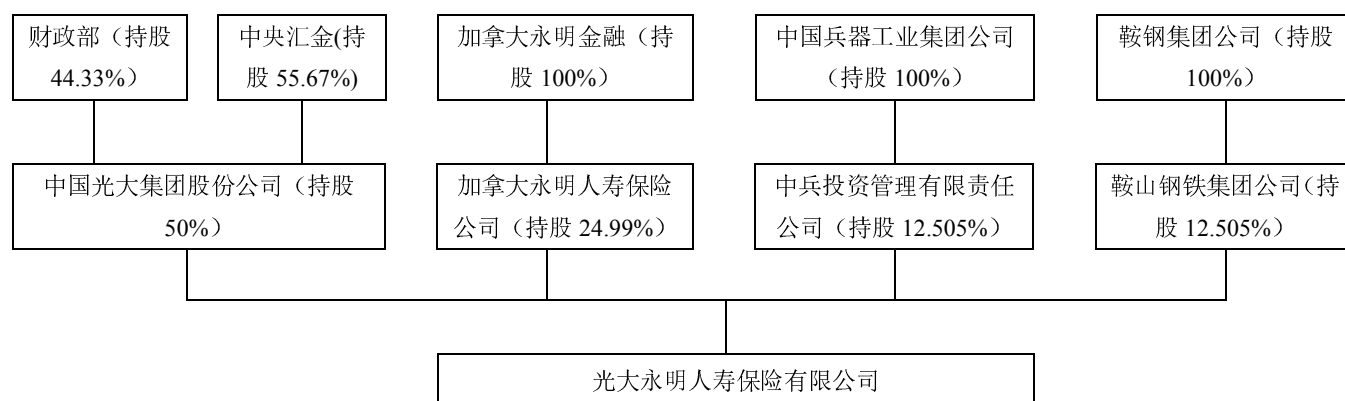 财政部（持股
44.33%）
中央汇金(持
股 55.67%)
加拿大永明金融（持
股 100%）
中国兵器工业集团公司
（持股 100%）
鞍钢集团公司（持股
100%）
中国光大集团股份公司（持股
50%）
加拿大永明人寿保险
公司（持股 24.99%）
中兵投资管理有限责任
公司（持股 12.505%）
鞍山钢铁集团公司（持
股 12.505%）
光大永明人寿保险有限公司